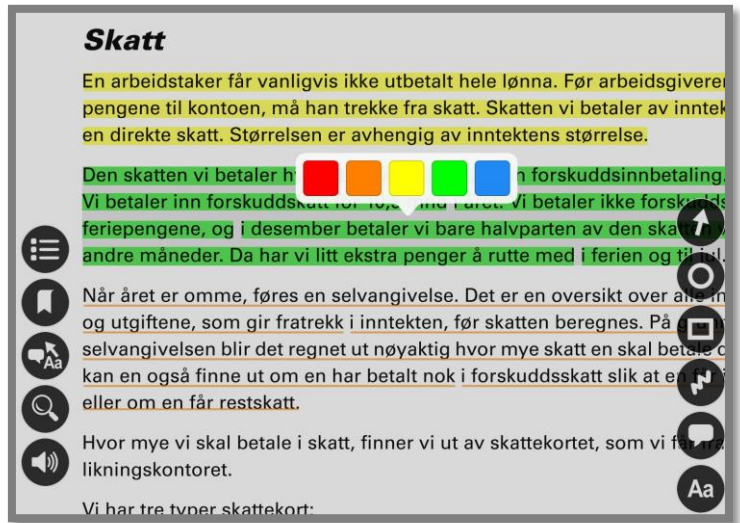 Skatt
En arbeidstaker får vanligvis ikke utbetalt hele lønna. Før
pengene til kontoen, må han trekke fra skatt. Skatten vi betaler av
en direkte skatt. Størrelsen er avhengig av inntektens størrelse.
Den skatten vi betaler forskuddsinnbetaling.
Vi betaler inn forskuddskatt for i året. Vi betaler ikke
feriepengene, og i desember betaler vi bare halvparten av den
andre måneder. Da har vi litt ekstra penger å rutte med i ferien og til jul.
Når året er omme, føres en selvangivelse. Det er en oversikt over alle
og utgiftene, som gir fratrekk i inntekten, før skatten beregnes. På
selvangivelsen blir det regnet ut nøyaktig hvor mye skatt en skal betale
kan en også finne ut om en har betalt nok i forskuddsskatt slik at en får
eller om en får restskatt.
Hvor mye vi skal betale i skatt, finner vi ut av skattekortet, som vi får fra
likningskontoret.
Vi har tre typer skattekort:
Aa
Aa